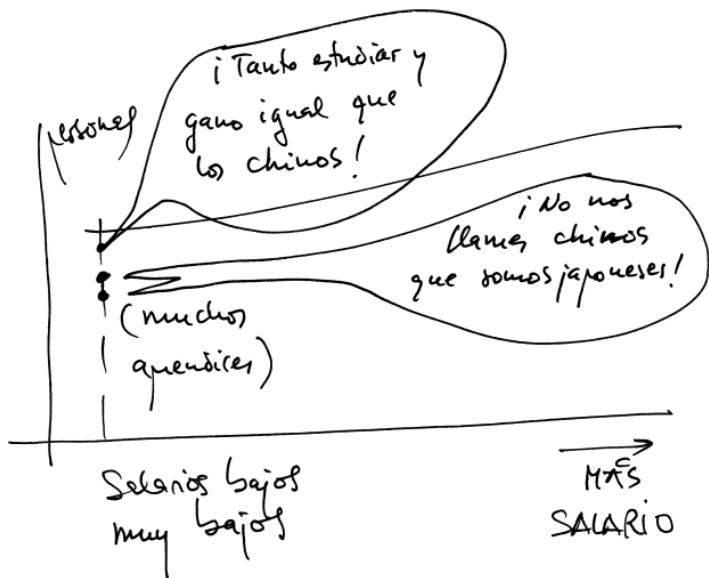 ¡Tanto estudiar y
gano igual que
los chinos!
personas
¡No nos
llames chinos
que somos japoneses!
(muchos
aprendices)
Salarios bajos
muy bajos
MÁS
SALARIO